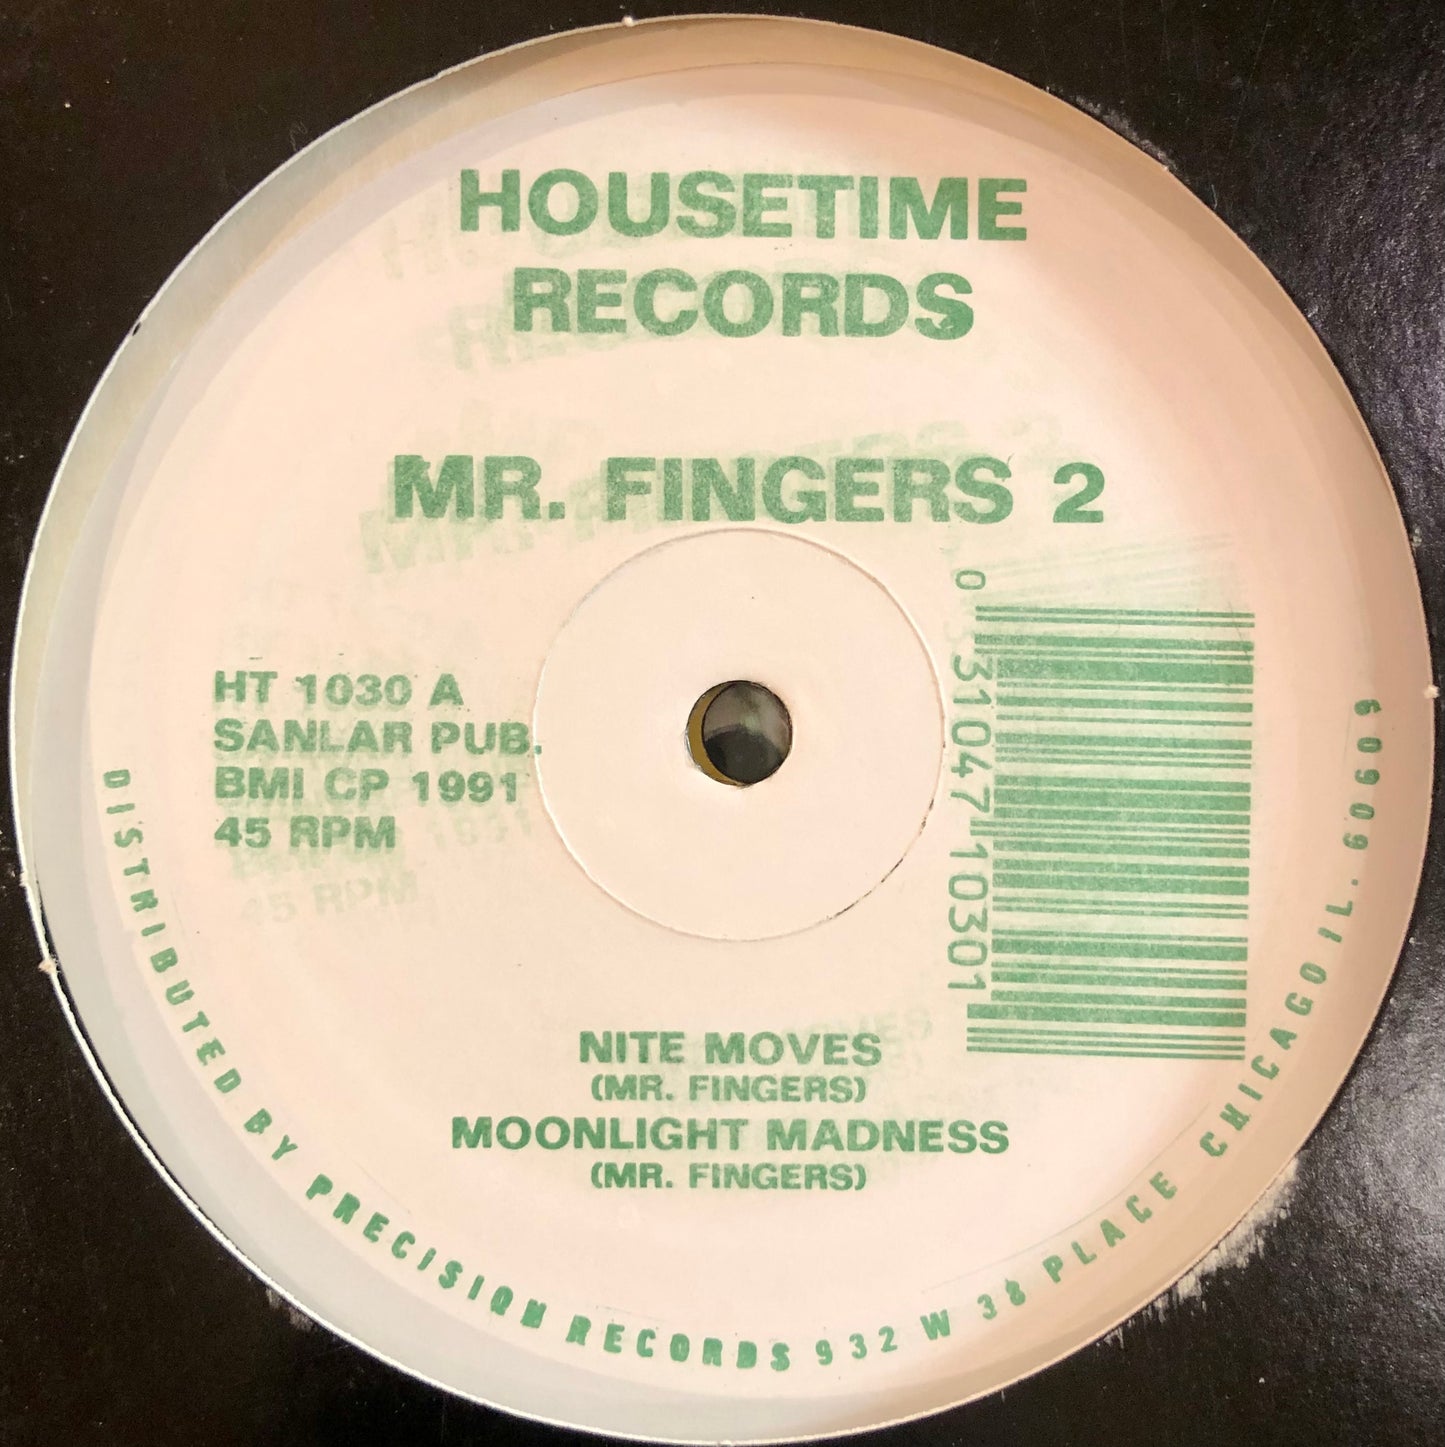 HOUSETIME
RECORDS
MR. FINGERS 2
HT 1030 A
SANLAR PUB.
BMI CP 1991
45 RPM
0 31047 10301
NITE MOVES
(MR. FINGERS)
MOONLIGHT MADNESS
(MR. FINGERS)
DISTRIBUTED BY PRECISION RECORDS 932 W 38 PLACE CHICAGO IL. 60609